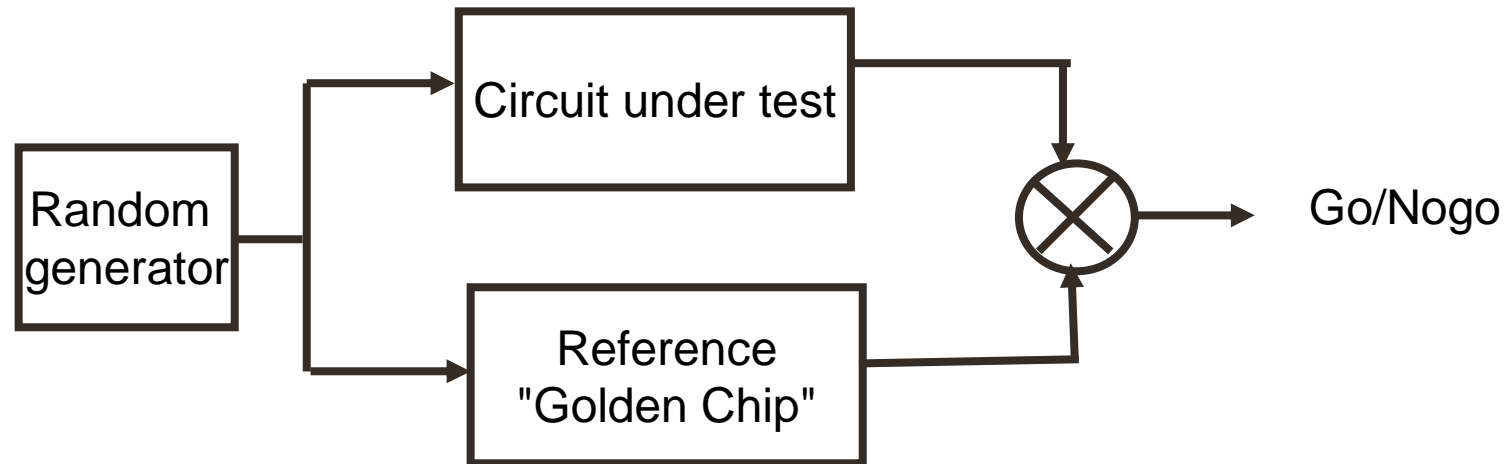 Circuit under test
Random
generator
Go/Nogo
Reference
"Golden Chip"